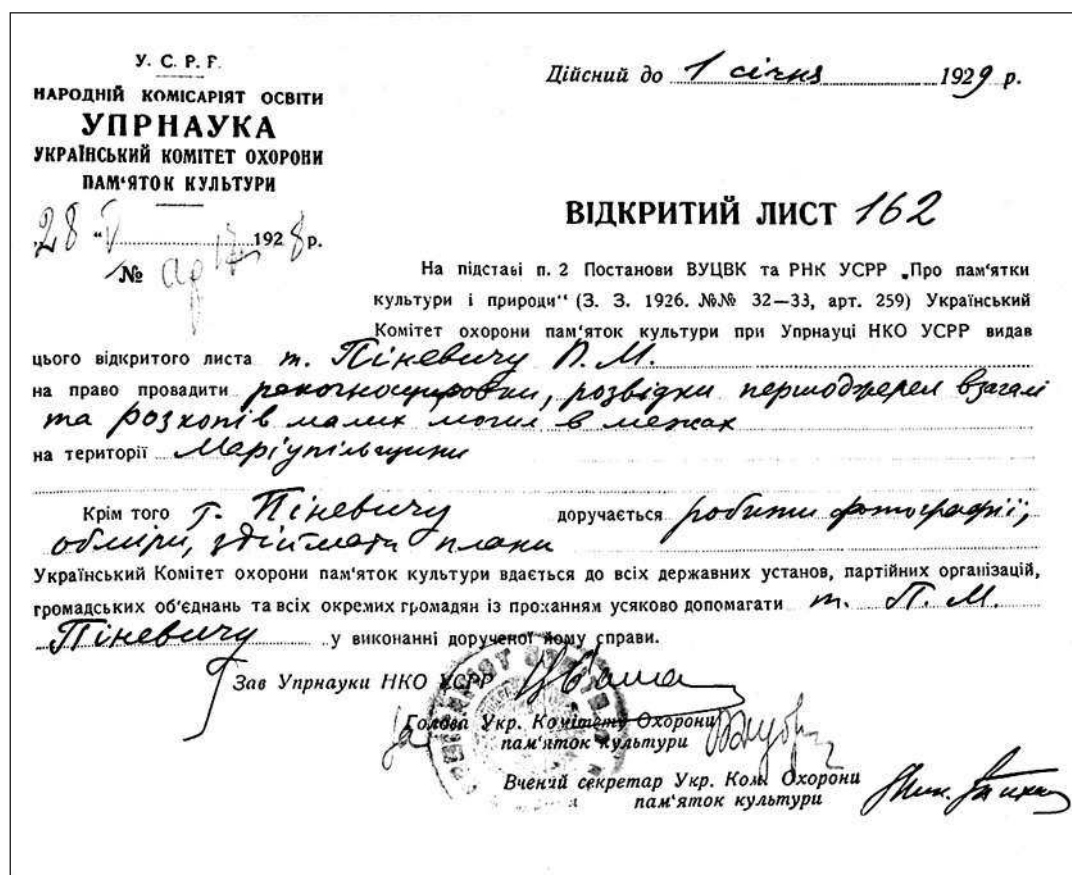 У. С. Р. Р.
НАРОДНІЙ КОМІСАРІЯТ ОСВІТИ
УПРНАУКА
УКРАЇНСЬКИЙ КОМІТЕТ ОХОРОНИ
ПАМ'ЯТОК КУЛЬТУРИ
28 „ V 1928 р.
№
Дійсний до 1 січня 1929 р.
ВІДКРИТИЙ ЛИСТ 162
На підставі п. 2 Постанови ВУЦВК та РНК УСРР „Про пам'ятки
культури і природи“ (З. З. 1926. №№ 32—33, арт. 259) Український
Комітет охорони пам'яток культури при Упрнауці НКО УСРР видав
цього відкритого листа т. Піневичу П. М.
на право провадити рекогносцировки, розвідки першоджерел взагалі
та розкопів малих могил в межах
на території Маріупільщини
Крім того т. Піневичу доручається робити фотографії,
обміри, здіймати плани
Український Комітет охорони пам'яток культури вдається до всіх державних установ, партійних організацій,
громадських об'єднань та всіх окремих громадян із проханням усяково допомагати т. П. М.
Піневичу у виконанні дорученої йому справи.
Зав Упрнауки НКО УСРР
Голова Укр. Комітету Охорони
пам'яток культури
Вчений секретар Укр. Ком. Охорони
пам'яток культури